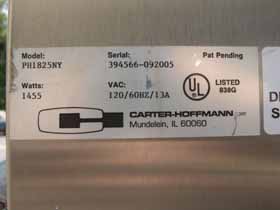 Model: Serial: Pat Pending
PH1825NY 394566-092005
Watts: VAC: UL LISTED
1455 120/60HZ/13A 838G
CARTER-HOFFMANN
Mundelein, IL 60060